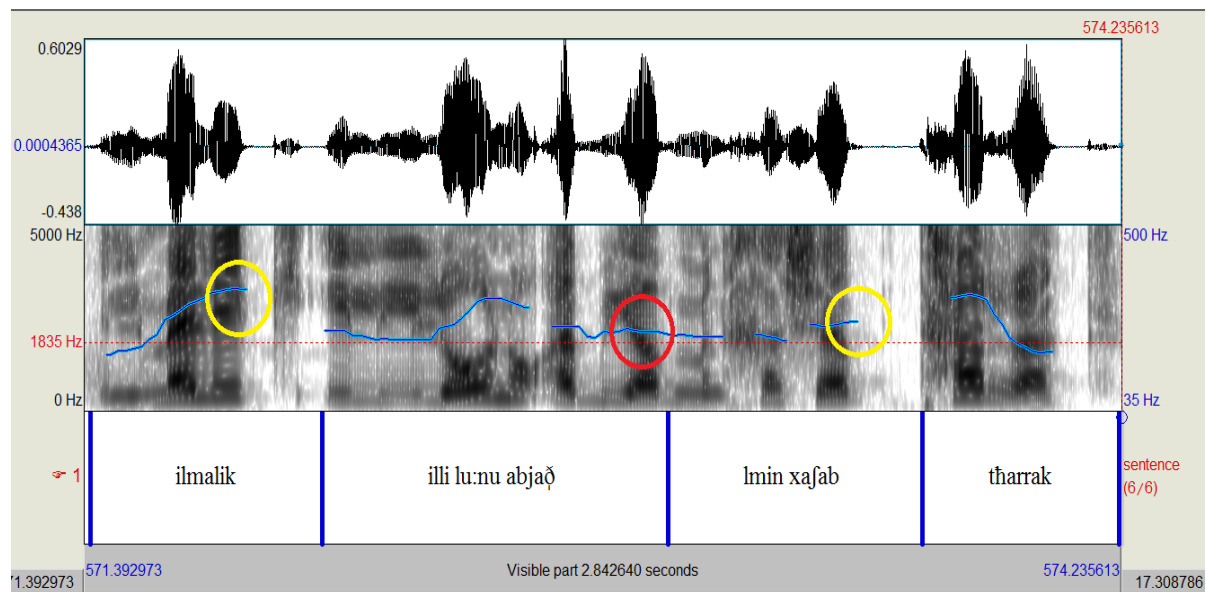 574.235613
0.6029
0.0004365
-0.438
5000 Hz
500 Hz
1835 Hz
0 Hz
35 Hz
☞ 1
ilmalik
illi lu:nu abjað̣
lmin xaʃab
tħarrak
sentence
(6/6)
571.392973
Visible part 2.842640 seconds
574.235613
71.392973
17.308786